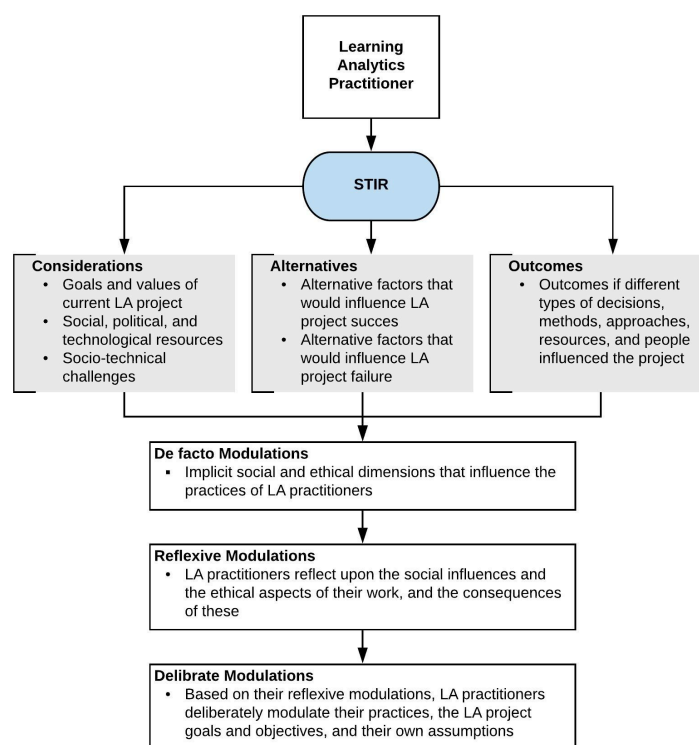 Learning
Analytics
Practitioner
STIR
Considerations
• Goals and values of
current LA project
• Social, political, and
technological resources
• Socio-technical
challenges
Alternatives
• Alternative factors that
would influence LA
project succes
• Alternative factors that
would influence LA
project failure
Outcomes
• Outcomes if different
types of decisions,
methods, approaches,
resources, and people
influenced the project
De facto Modulations
▪ Implicit social and ethical dimensions that influence the
practices of LA practitioners
Reflexive Modulations
• LA practitioners reflect upon the social influences and
the ethical aspects of their work, and the consequences
of these
Delibrate Modulations
• Based on their reflexive modulations, LA practitioners
deliberately modulate their practices, the LA project
goals and objectives, and their own assumptions